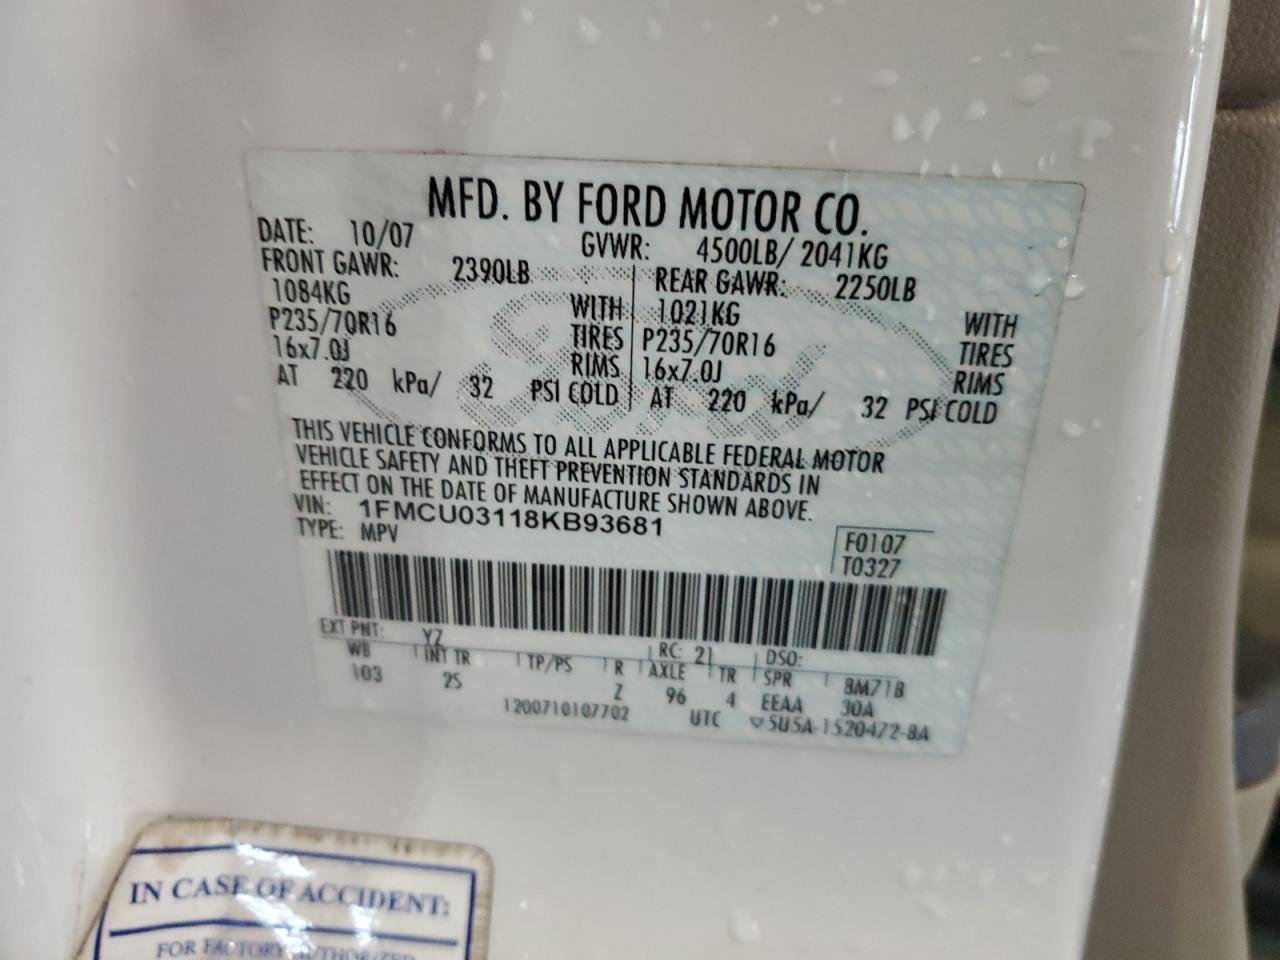 MFD. BY FORD MOTOR CO.
DATE: 10/07 GVWR: 4500LB/ 2041KG
FRONT GAWR: 2390LB REAR GAWR: 2250LB
1084KG WITH 1021KG WITH
P235/70R16 TIRES P235/70R16 TIRES
16x7.0J RIMS 16x7.0J RIMS
AT 220 kPa/ 32 PSI COLD AT 220 kPa/ 32 PSI COLD
THIS VEHICLE CONFORMS TO ALL APPLICABLE FEDERAL MOTOR
VEHICLE SAFETY AND THEFT PREVENTION STANDARDS IN
EFFECT ON THE DATE OF MANUFACTURE SHOWN ABOVE.
VIN: 1FMCU03118KB93681
TYPE: MPV
F0107
T0327
EXT PNT: YZ RC: 21 DSO:
WB INT TR TP/PS R AXLE TR SPR 8M71B
103 2S Z 96 4 EEAA 30A
1200710107702 UTC ▽5U5A-1520472-BA
IN CASE OF ACCIDENT:
FOR FACTORY AUTHORIZED